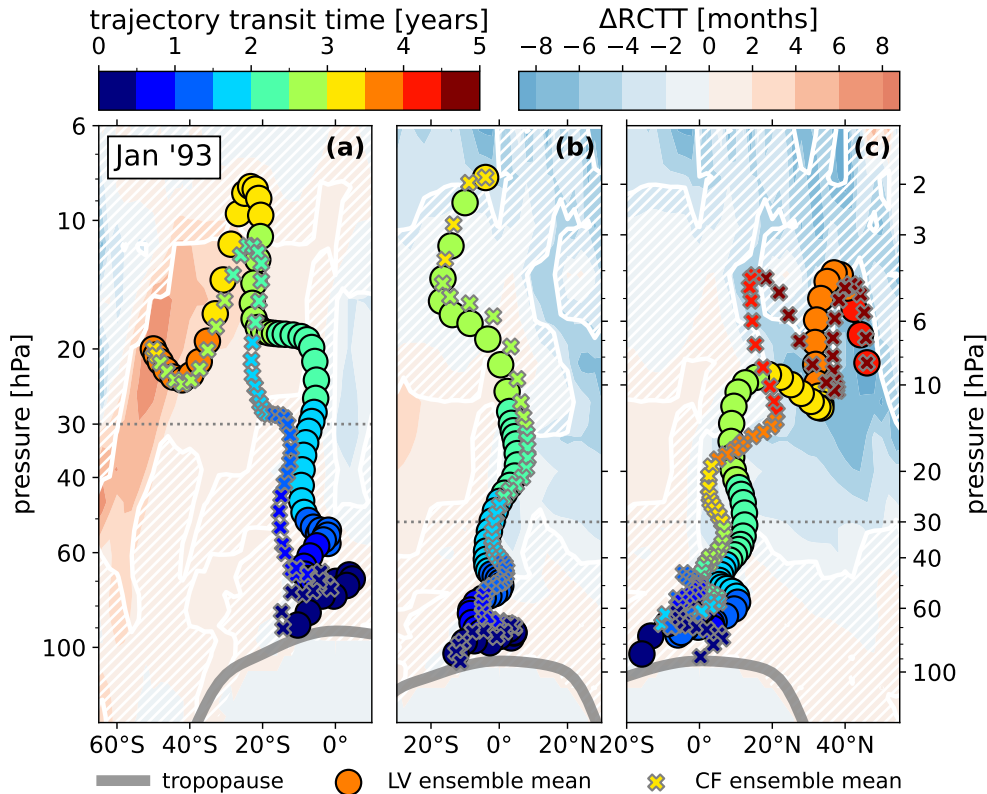 trajectory transit time [years]
ΔRCTT [months]
0 1 2 3 4 5
−8 −6 −4 −2 0 2 4 6 8
Jan '93
(a)
(b)
(c)
6
10
20
30
40
60
100
pressure [hPa]
2
3
6
10
20
30
40
60
100
pressure [hPa]
60°S 40°S 20°S 0°
20°S 0° 20°N
20°S 0° 20°N 40°N
tropopause
LV ensemble mean
CF ensemble mean